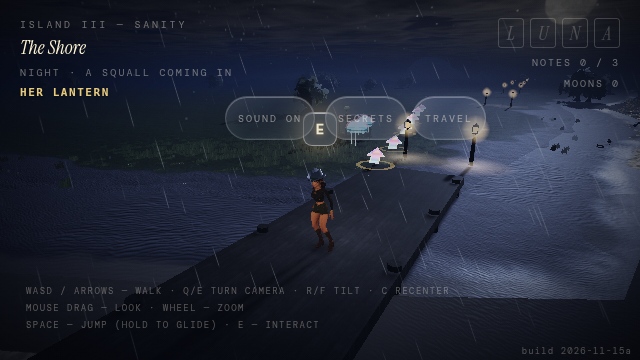 ISLAND III — SANITY
The Shore
NIGHT · A SQUALL COMING IN
HER LANTERN
LUNA
NOTES 0 / 3
MOONS 0
SOUND ON
E
SECRETS
TRAVEL
WASD / ARROWS — WALK · Q/E TURN CAMERA · R/F TILT · C RECENTER
MOUSE DRAG — LOOK · WHEEL — ZOOM
SPACE — JUMP (HOLD TO GLIDE) · E — INTERACT
build 2026-11-15a